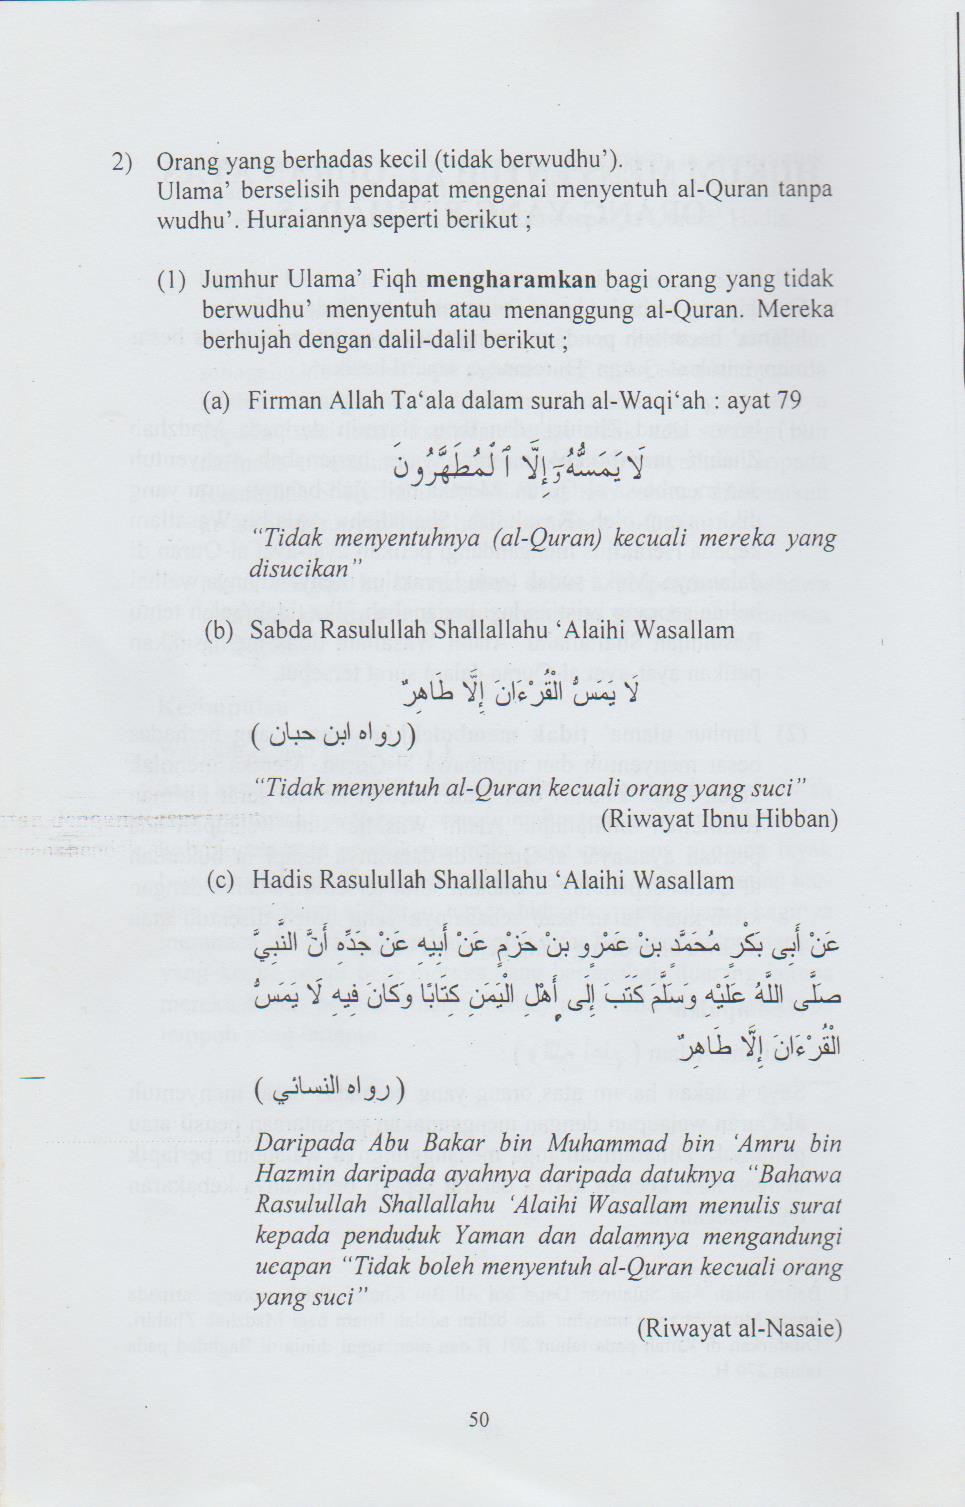 2) Orang yang berhadas kecil (tidak berwudhu').
Ulama' berselisih pendapat mengenai menyentuh al-Quran tanpa
wudhu'. Huraiannya seperti berikut ;
(1) Jumhur Ulama' Fiqh mengharamkan bagi orang yang tidak
berwudhu' menyentuh atau menanggung al-Quran. Mereka
berhujah dengan dalil-dalil berikut ;
(a) Firman Allah Ta'ala dalam surah al-Waqi'ah : ayat 79
لَا يَمَسُّهُۥٓ إِلَّا ٱلْمُطَهَّرُونَ
"Tidak menyentuhnya (al-Quran) kecuali mereka yang
disucikan"
(b) Sabda Rasulullah Shallallahu 'Alaihi Wasallam
لَا يَمَسُّ الْقُرْءَانَ إِلَّا طَاهِرٌ
( رواه ابن حبان )
"Tidak menyentuh al-Quran kecuali orang yang suci"
(Riwayat Ibnu Hibban)
(c) Hadis Rasulullah Shallallahu 'Alaihi Wasallam
عَنْ أَبِى بَكْرٍ مُحَمَّدِ بْنِ عَمْرِو بْنِ حَزْمٍ عَنْ أَبِيهِ عَنْ جَدِّهِ أَنَّ النَّبِيَّ
صَلَّى اللَّهُ عَلَيْهِ وَسَلَّمَ كَتَبَ إِلَى أَهْلِ الْيَمَنِ كِتَابًا وَكَانَ فِيهِ لَا يَمَسُّ
الْقُرْءَانَ إِلَّا طَاهِرٌ
( رواه النسائي )
Daripada Abu Bakar bin Muhammad bin 'Amru bin
Hazmin daripada ayahnya daripada datuknya "Bahawa
Rasulullah Shallallahu 'Alaihi Wasallam menulis surat
kepada penduduk Yaman dan dalamnya mengandungi
ucapan "Tidak boleh menyentuh al-Quran kecuali orang
yang suci"
(Riwayat al-Nasaie)
50